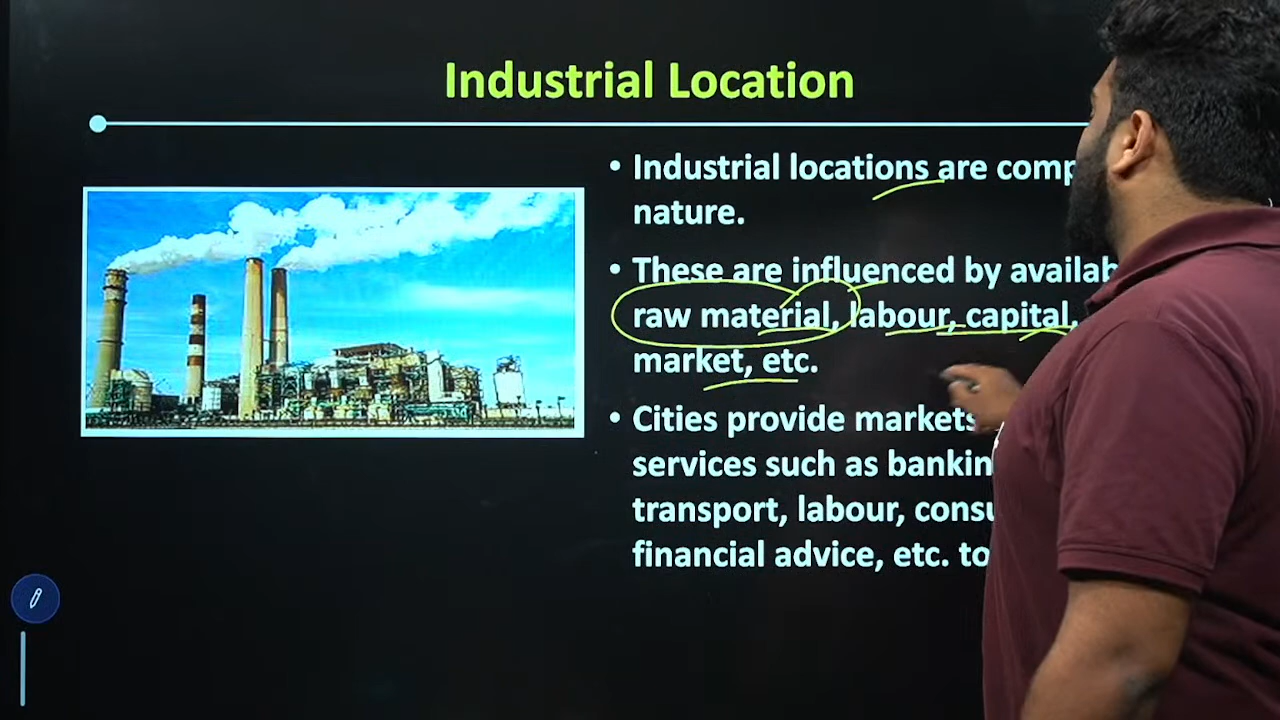 Industrial Location
• Industrial locations are comp
nature.
• These are influenced by availab
raw material, labour, capital,
market, etc.
• Cities provide markets
services such as bankin
transport, labour, consu
financial advice, etc. to